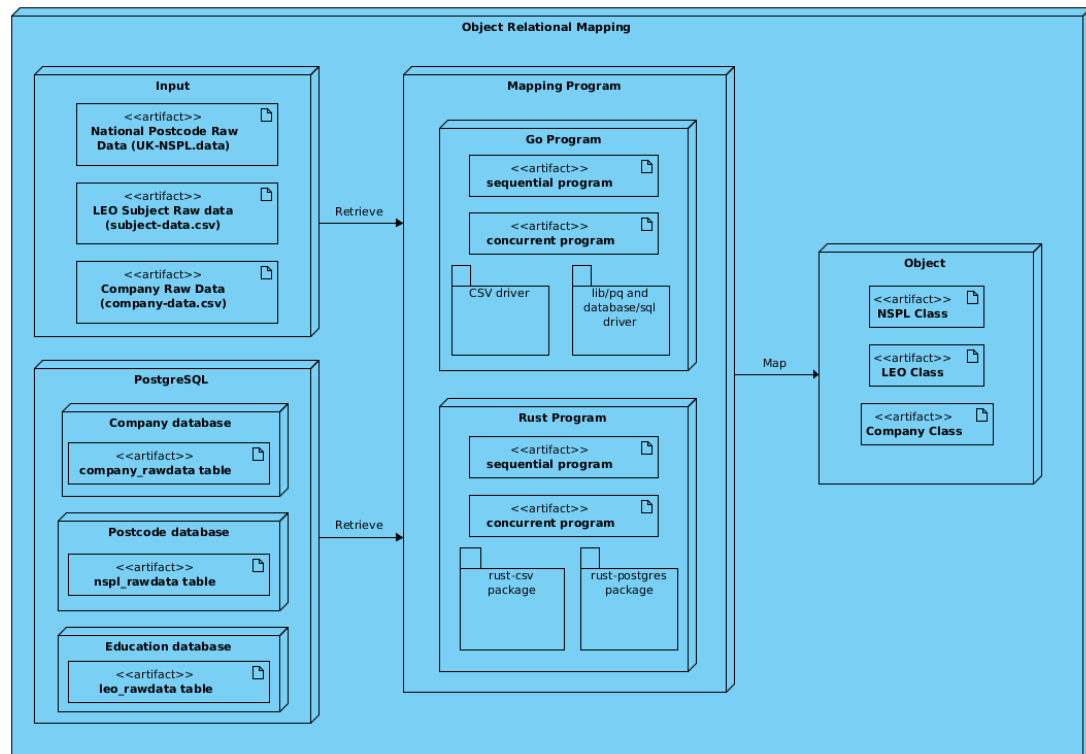 Object Relational Mapping
Input
<<artifact>>
National Postcode Raw
Data (UK-NSPL.data)
<<artifact>>
LEO Subject Raw data
(subject-data.csv)
<<artifact>>
Company Raw Data
(company-data.csv)
Retrieve
PostgreSQL
Company database
<<artifact>>
company_rawdata table
Postcode database
<<artifact>>
nspl_rawdata table
Education database
<<artifact>>
leo_rawdata table
Retrieve
Mapping Program
Go Program
<<artifact>>
sequential program
<<artifact>>
concurrent program
CSV driver
lib/pq and
database/sql
driver
Rust Program
<<artifact>>
sequential program
<<artifact>>
concurrent program
rust-csv
package
rust-postgres
package
Map
Object
<<artifact>>
NSPL Class
<<artifact>>
LEO Class
<<artifact>>
Company Class